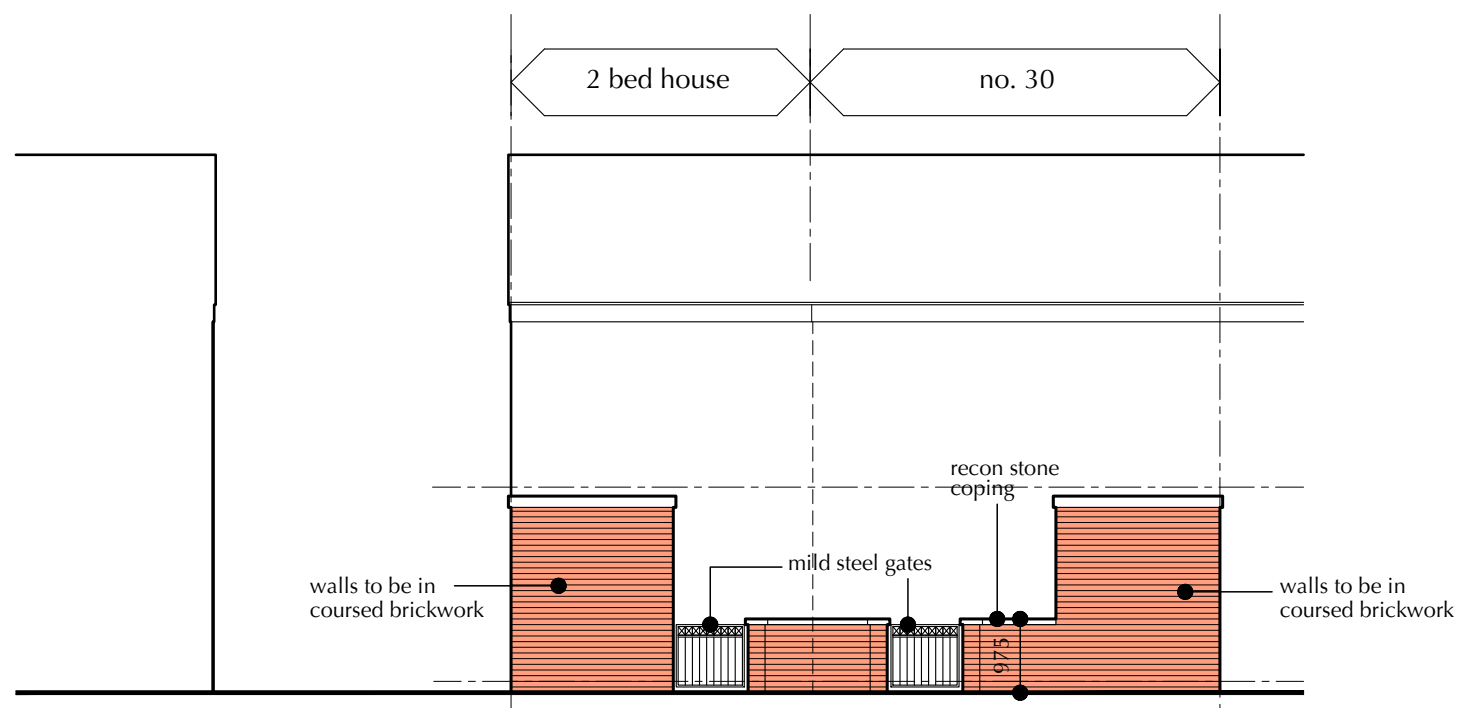 2 bed house
no. 30
recon stone
coping
mild steel gates
walls to be in
coursed brickwork
walls to be in
coursed brickwork
975